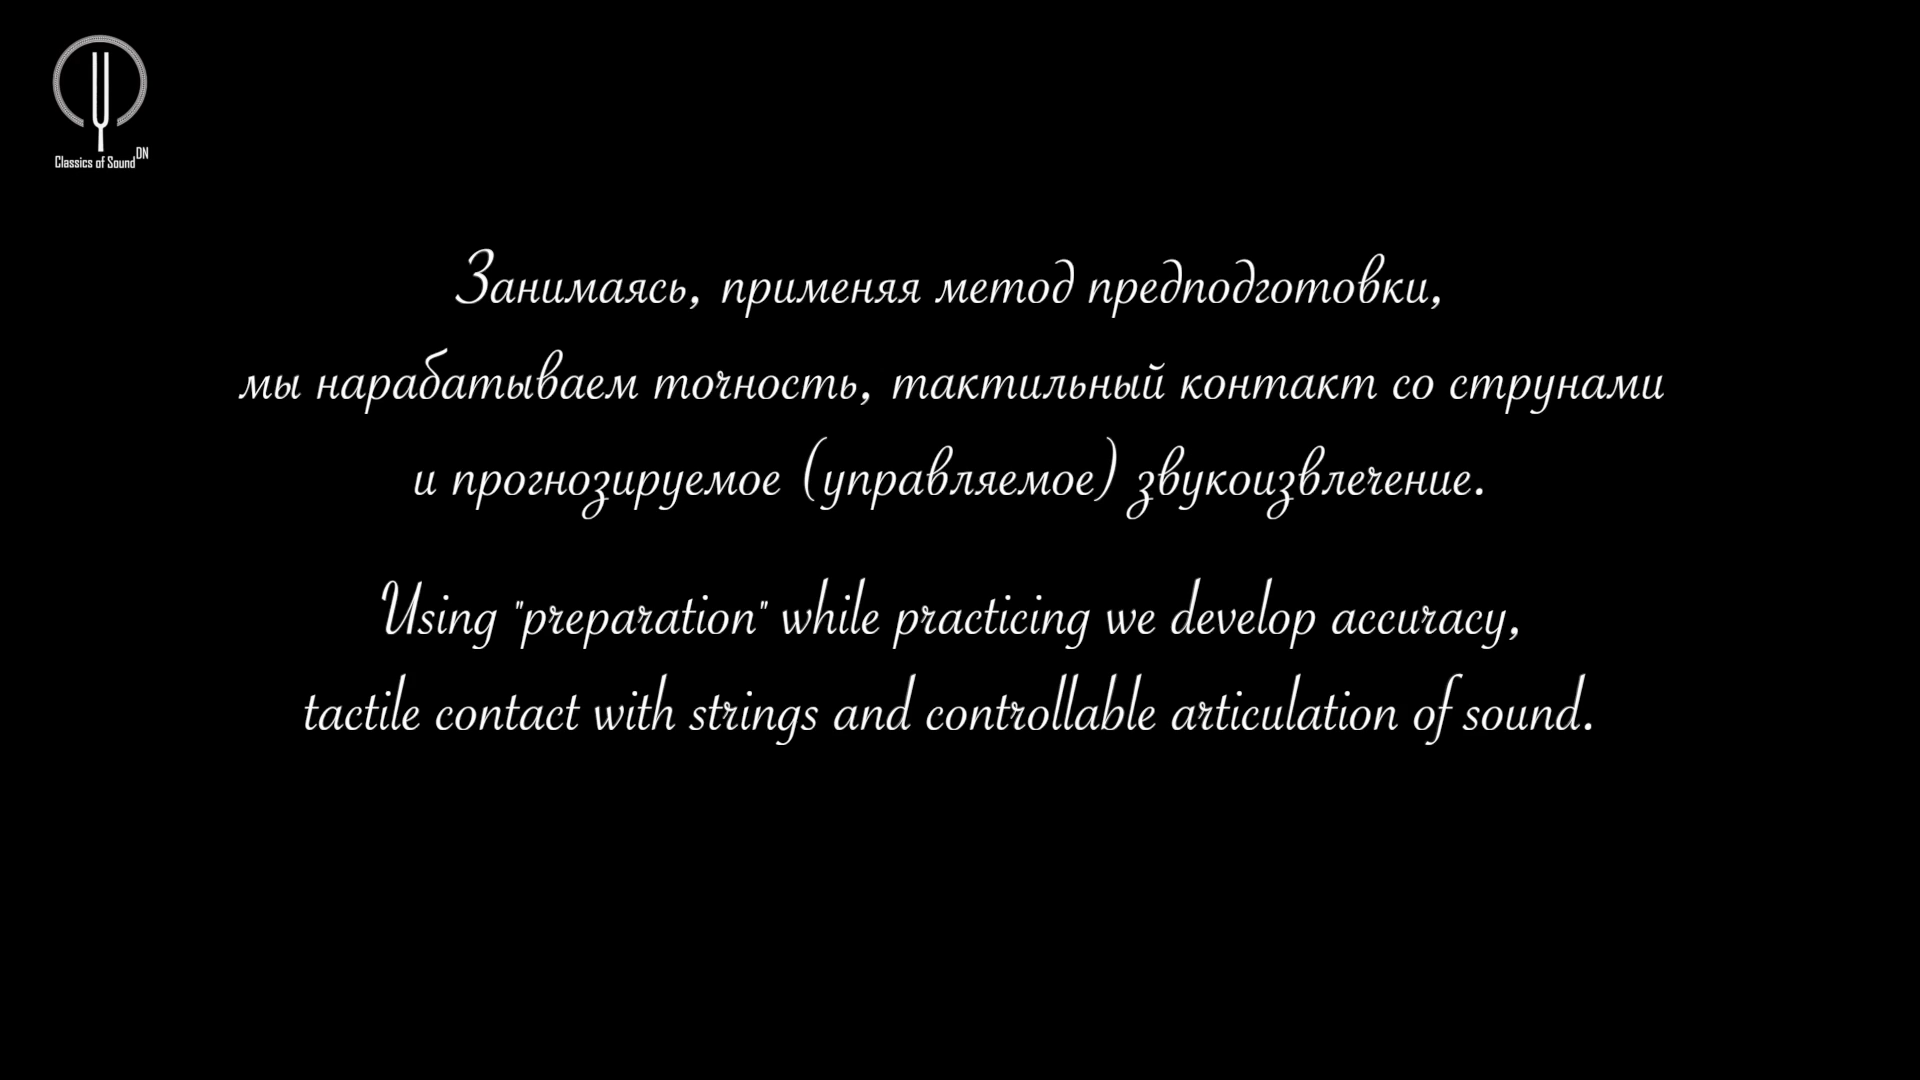 Classics of Sound DN
Занимаясь, применяя метод предподготовки,
мы нарабатываем точность, тактильный контакт со струнами
и прогнозируемое (управляемое) звукоизвлечение.
Using "preparation" while practicing we develop accuracy,
tactile contact with strings and controllable articulation of sound.